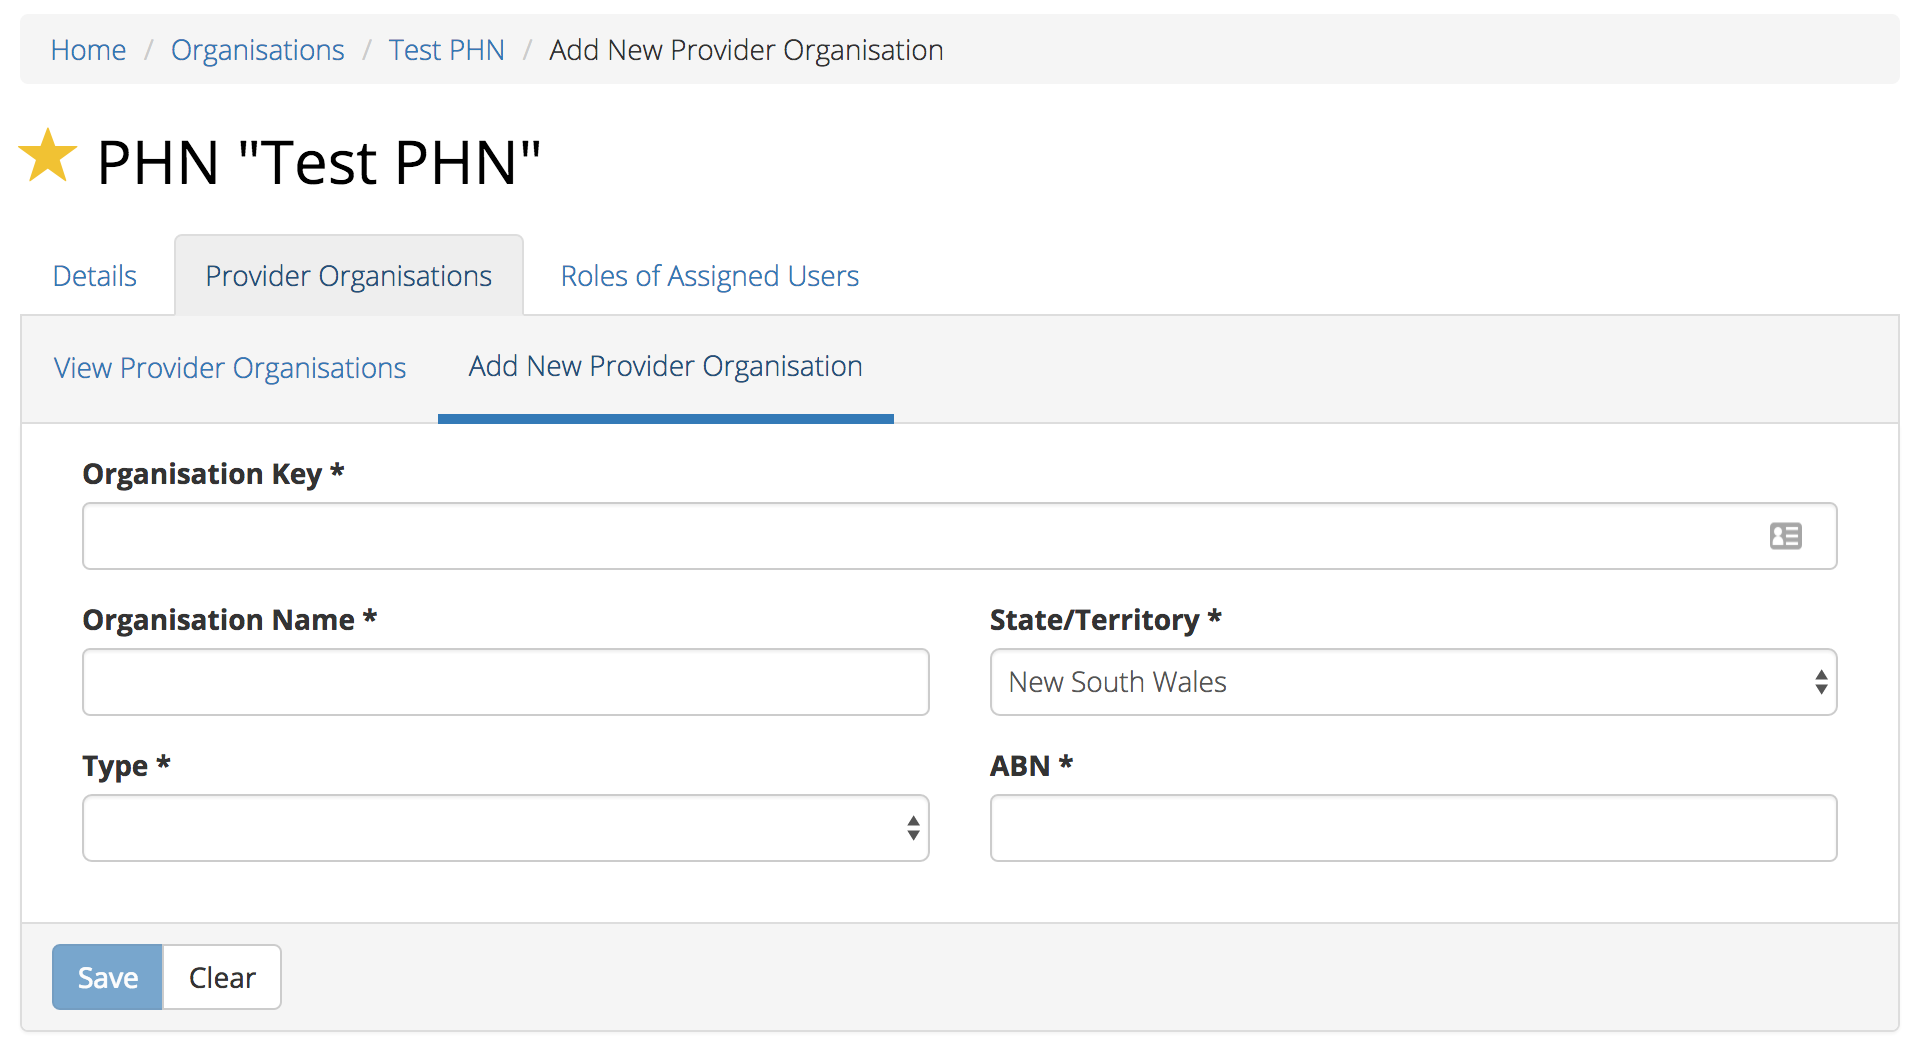 Home / Organisations / Test PHN / Add New Provider Organisation
PHN "Test PHN"
Details Provider Organisations Roles of Assigned Users
View Provider Organisations Add New Provider Organisation
Organisation Key *
Organisation Name * State/Territory *
New South Wales
Type * ABN *
Save Clear